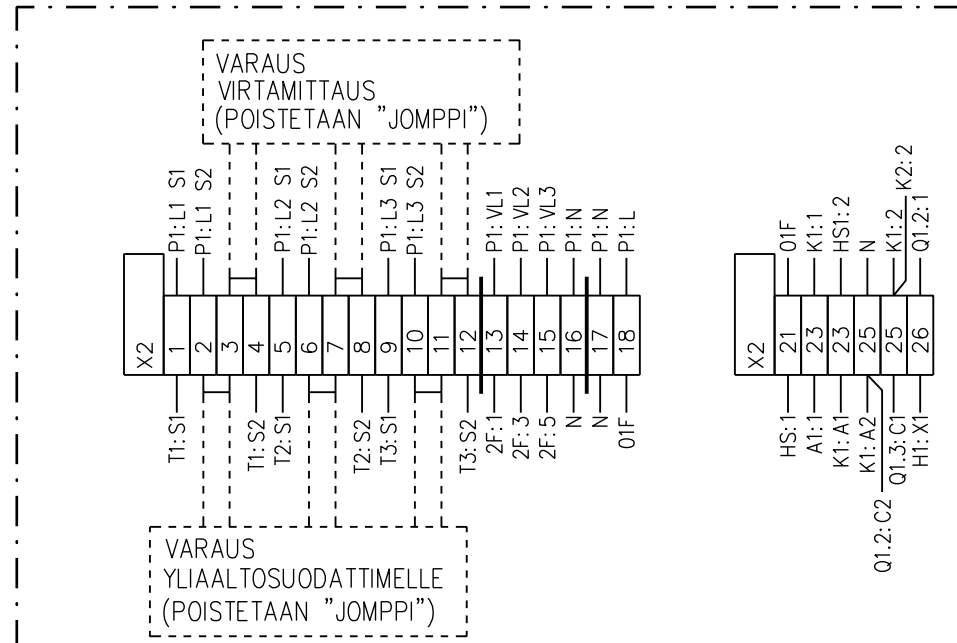 VARAUS
VIRTAMITTAUS
(POISTETAAN "JOMPPI")
P1: L1 S1
P1: L1 S2
P1: L2 S1
P1: L2 S2
P1: L3 S1
P1: L3 S2
P1: VL1
P1: VL2
P1: VL3
P1: N
P1: N
P1: L
01F
K1: 1
HS1: 2
N
K1: 2
K2: 2
Q1.2: 1
X2
1
2
3
4
5
6
7
8
9
10
11
12
13
14
15
16
17
18
X2
21
23
23
25
25
26
T1: S1
T1: S2
T2: S1
T2: S2
T3: S1
T3: S2
2F: 1
2F: 3
2F: 5
N
N
01F
HS: 1
A1: 1
K1: A1
K1: A2
Q1.2: C2
Q1.3: C1
H1: X1
VARAUS
YLIAALTOSUODATTIMELLE
(POISTETAAN "JOMPPI")